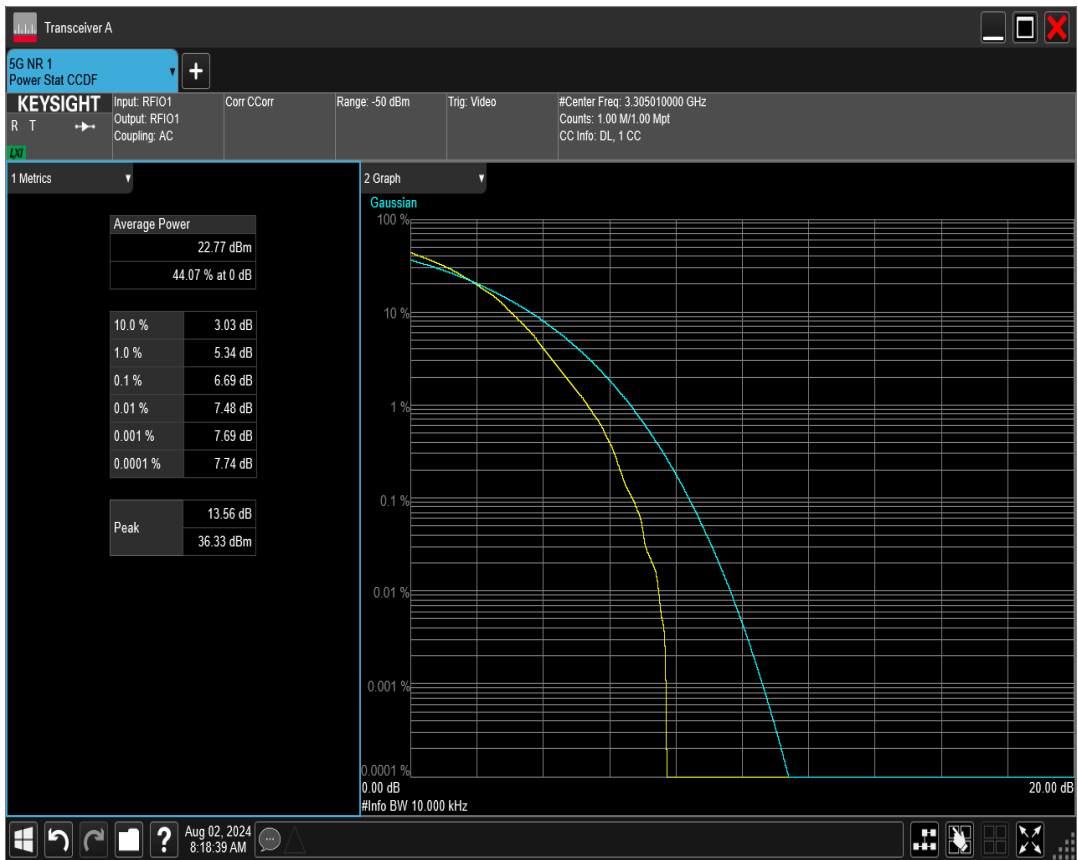 Transceiver A
5G NR 1
Power Stat CCDF
+
KEYSIGHT
R T
LXI
Input: RFIO1
Output: RFIO1
Coupling: AC
Corr CCorr
Range: -50 dBm
Trig: Video
#Center Freq: 3.305010000 GHz
Counts: 1.00 M/1.00 Mpt
CC Info: DL, 1 CC
1 Metrics
Average Power
22.77 dBm
44.07 % at 0 dB
10.0 % 3.03 dB
1.0 % 5.34 dB
0.1 % 6.69 dB
0.01 % 7.48 dB
0.001 % 7.69 dB
0.0001 % 7.74 dB
Peak
13.56 dB
36.33 dBm
2 Graph
Gaussian
100 %
10 %
1 %
0.1 %
0.01 %
0.001 %
0.0001 %
0.00 dB 20.00 dB
#Info BW 10.000 kHz
?
Aug 02, 2024
8:18:39 AM